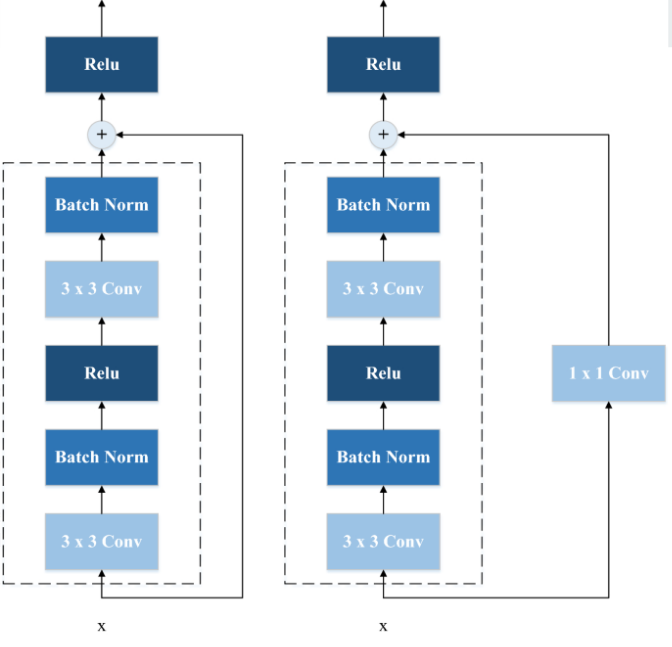 Relu
+
Batch Norm
3 x 3 Conv
Relu
Batch Norm
3 x 3 Conv
x
Relu
+
Batch Norm
3 x 3 Conv
Relu
1 x 1 Conv
Batch Norm
3 x 3 Conv
x